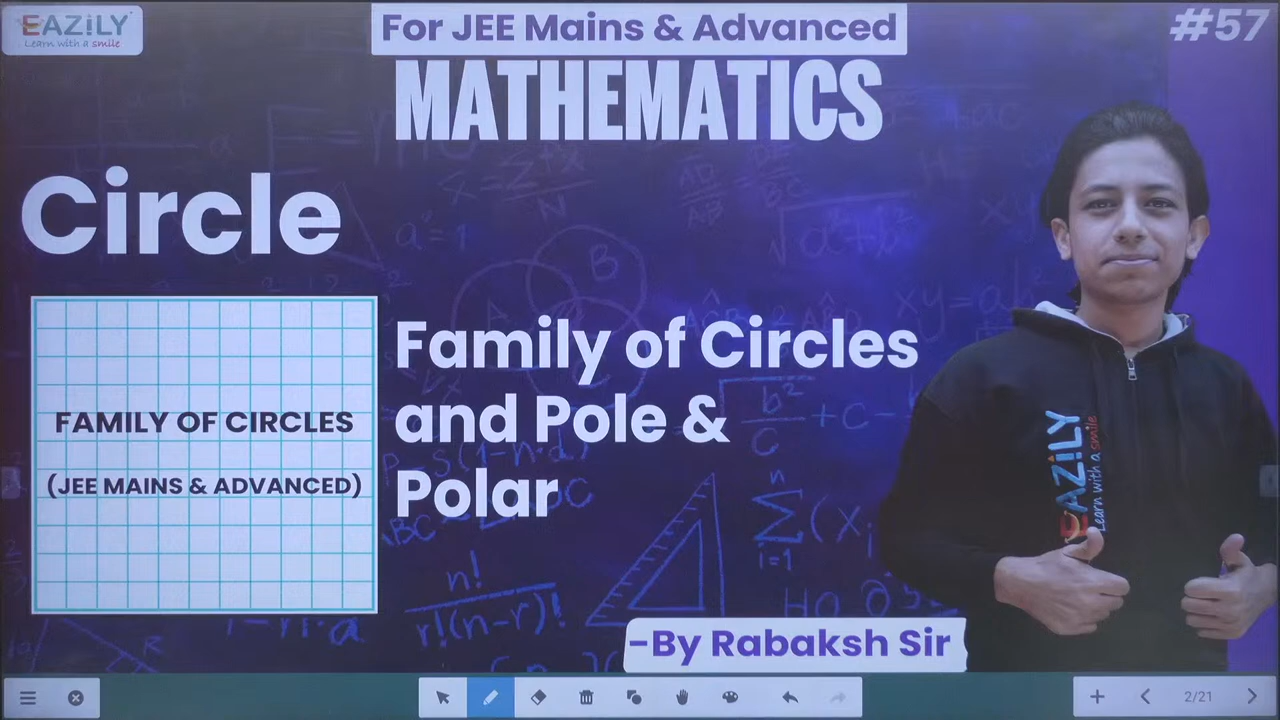 EAZiLY
Learn with a smile
For JEE Mains & Advanced
#57
MATHEMATICS
Circle
FAMILY OF CIRCLES
(JEE MAINS & ADVANCED)
Family of Circles
and Pole &
Polar
EAZiLY
Learn with a smile
n!
r!(n-r)!
-By Rabaksh Sir
2/21